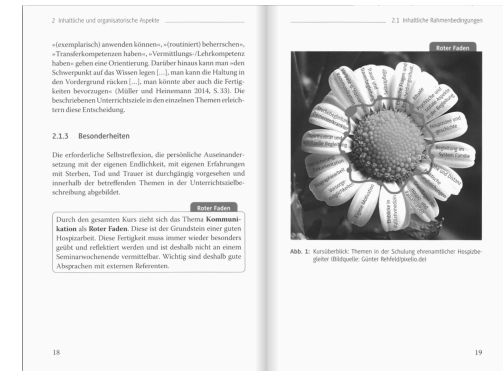 2 Inhaltliche und organisatorische Aspekte
»(exemplarisch) anwenden können«, »(routiniert) beherrschen«,
»Transferkompetenzen haben«, »Vermittlungs-/Lehrkompetenz
haben« geben eine Orientierung. Darüber hinaus kann man »den
Schwerpunkt auf das Wissen legen […], man kann die Haltung in
den Vordergrund rücken […], man könnte aber auch die Fertig-
keiten bevorzugen« (Müller und Heinemann 2014, S. 33). Die
beschriebenen Unterrichtsziele in den einzelnen Themen erleich-
tern diese Entscheidung.
2.1.3 Besonderheiten
Die erforderliche Selbstreflexion, die persönliche Auseinander-
setzung mit der eigenen Endlichkeit, mit eigenen Erfahrungen
mit Sterben, Tod und Trauer ist durchgängig vorgesehen und
innerhalb der betreffenden Themen in der Unterrichtszielbe-
schreibung abgebildet.
Roter Faden
Durch den gesamten Kurs zieht sich das Thema Kommuni-
kation als Roter Faden. Diese ist der Grundstein einer guten
Hospizarbeit. Diese Fertigkeit muss immer wieder besonders
geübt und reflektiert werden und ist deshalb nicht an einem
Seminarwochenende vermittelbar. Wichtig sind deshalb gute
Absprachen mit externen Referenten.
18
2.1 Inhaltliche Rahmenbedingungen
Roter Faden
Begleitung im
System Familie
Abb. 1: Kursüberblick: Themen in der Schulung ehrenamtlicher Hospizbe-
gleiter (Bildquelle: Günter Rehfeld/pixelio.de)
19